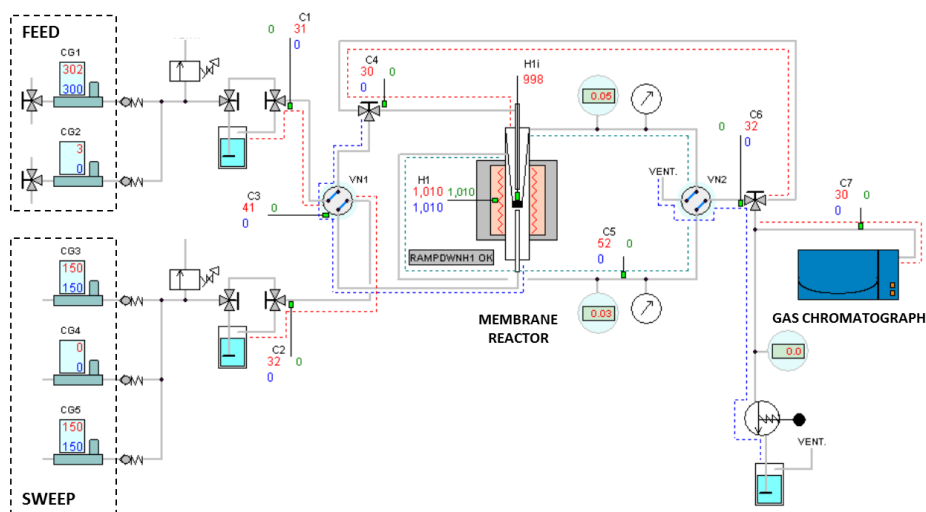 FEED
CG1
302
300
CG2
3
0
C1
0
31
0
C4
30
0
0
H1i
998
0.05
C6
0
32
0
VENT.
VN2
C7
30
0
0
GAS CHROMATOGRAPH
VN1
C3
41
0
0
H1
1,010
1,010
1,010
RAMPDWNH1 OK
C5
52
0
0
0.03
MEMBRANE
REACTOR
CG3
150
150
CG4
0
0
CG5
150
150
SWEEP
C2
32
0
0
0.0
VENT.